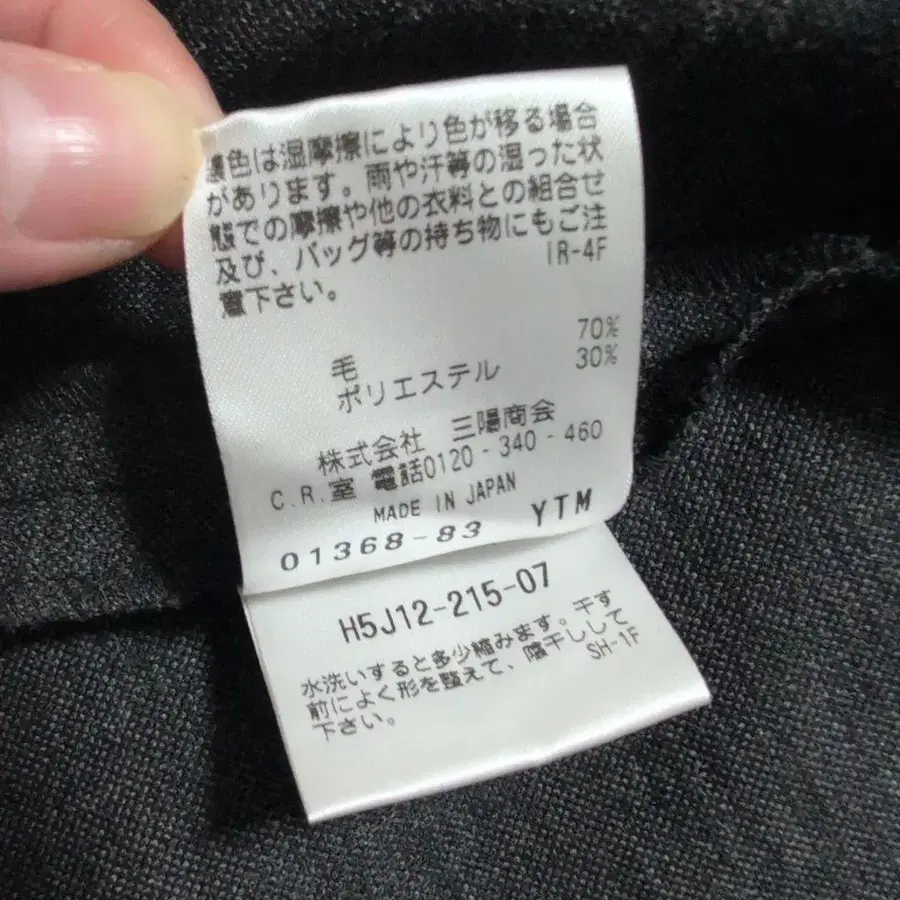 濃色は湿摩擦により色が移る場合
があります。雨や汗等の湿った状
態での摩擦や他の衣料との組合せ
及び、バッグ等の持ち物にもご注
意下さい。
IR-4F
毛 70%
ポリエステル 30%
株式会社 三陽商会
C.R.室 電話0120-340-460
MADE IN JAPAN
01368-83 YTM
H5J12-215-07
水洗いすると多少縮みます。干す
前によく形を整えて、陰干しして
下さい。
SH-1F